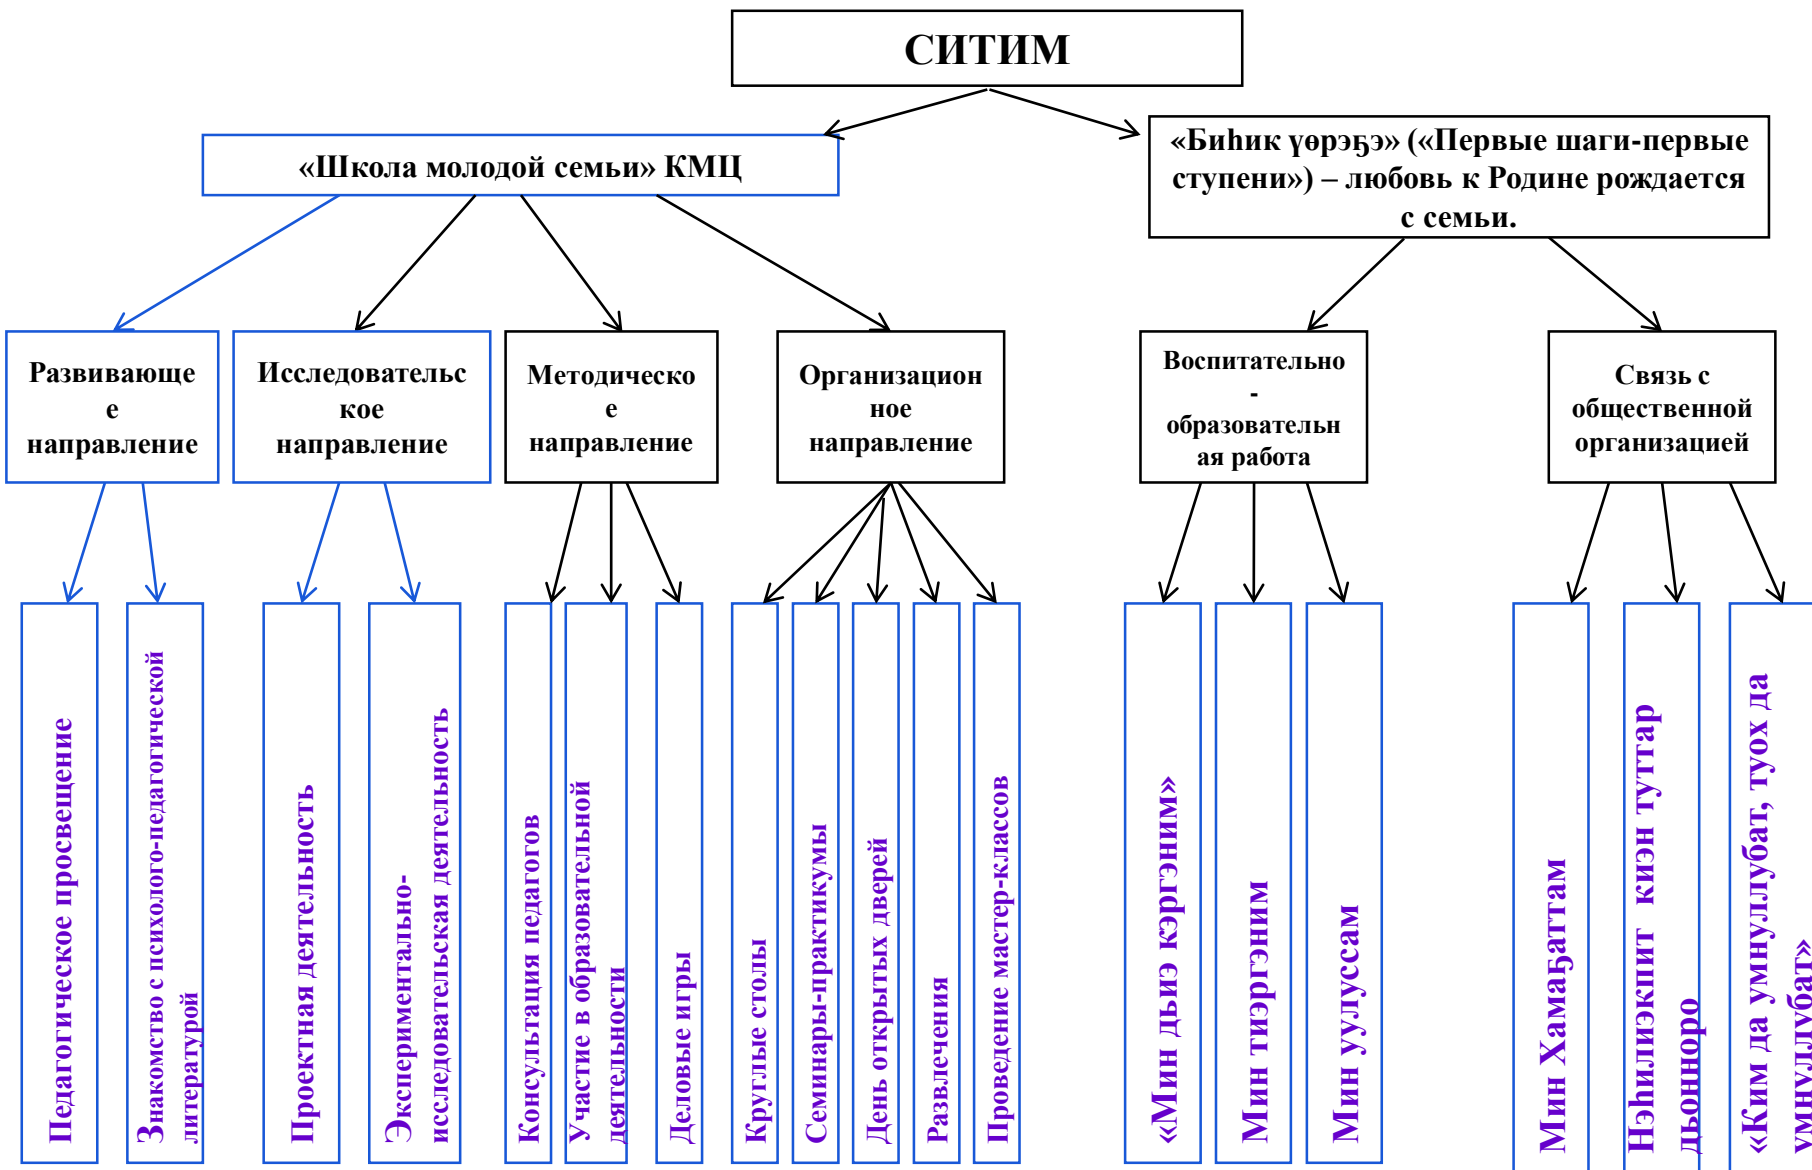 СИТИМ
«Школа молодой семьи» КМЦ
«Биһик үөрэҕэ» («Первые шаги-первые
ступени») – любовь к Родине рождается
с семьи.
Развивающе
е
направление
Исследовательс
кое
направление
Методическо
е
направление
Организацион
ное
направление
Воспитательно
-
образовательн
ая работа
Связь с
общественной
организацией
Педагогическое просвещение
Знакомство с психолого-педагогической
литературой
Проектная деятельность
Экспериментально-
исследовательская деятельность
Консультация педагогов
Участие в образовательной
деятельности
Деловые игры
Круглые столы
Семинары-практикумы
День открытых дверей
Развлечения
Проведение мастер-классов
«Мин дьиэ кэргэним»
Мин тиэргэним
Мин уулуссам
Мин Хамаҕаттам
Нэһилиэкпит киэн туттар
дьонноро
«Ким да умнуллубат, туох да
умнуллубат»